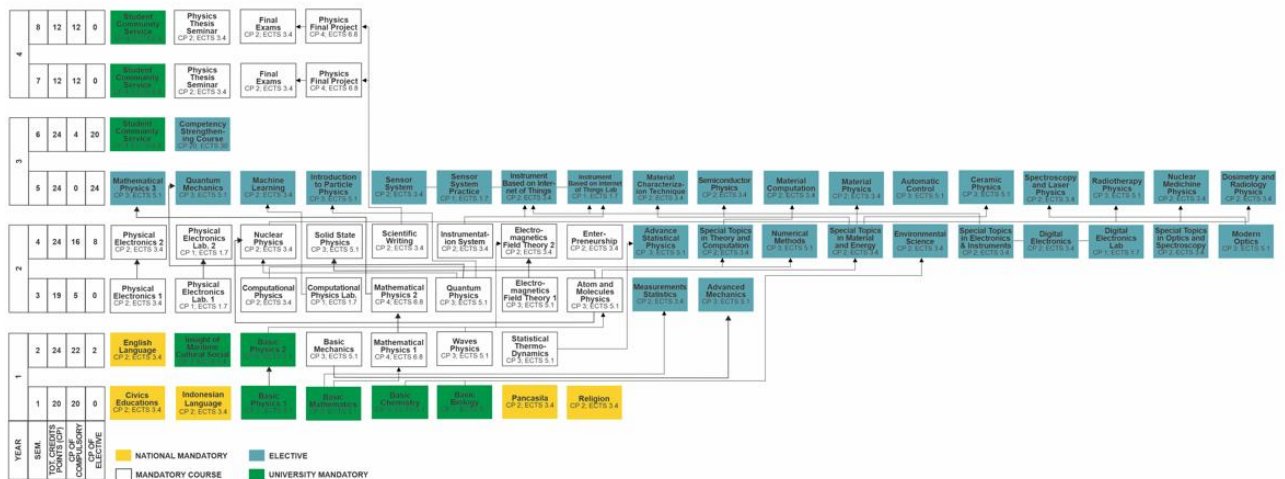 4
8
12
12
0
Student
Community
Service
Physics
Thesis
Seminar
CP 2; ECTS 3.4
Final
Exams
CP 2; ECTS 3.4
Physics
Final Project
CP 4; ECTS 6.8
7
12
12
0
Student
Community
Service
Physics
Thesis
Seminar
CP 2; ECTS 3.4
Final
Exams
CP 2; ECTS 3.4
Physics
Final Project
CP 4; ECTS 6.8
3
6
24
4
20
Student
Community
Service
Competency
Strengthen-
ing Course
CP 20; ECTS
5
24
0
24
Mathematical
Physics 3
CP 3; ECTS 5.1
Quantum
Mechanics
CP 3; ECTS 5.1
Machine
Learning
CP 2; ECTS 3.4
Introduction
to Particle
Physics
CP 3; ECTS 5.1
Sensor
System
CP 2; ECTS 3.4
Sensor
System
Practice
CP 1; ECTS 1.7
Instrument
Based on Inter-
net of Things
CP 2; ECTS 3.4
Instrument
Based on Internet
of Things Lab
CP 1; ECTS 1.7
Material
Characteriza-
tion Technique
CP 2; ECTS 3.4
Semiconductor
Physics
CP 2; ECTS 3.4
Material
Computation
CP 2; ECTS 3.4
Material
Physics
CP 2; ECTS 3.4
Automatic
Control
CP 3; ECTS 5.1
Ceramic
Physics
CP 3; ECTS 5.1
Spectroscopy
and Laser Physics
CP 2; ECTS 3.4
Radiotherapy
Physics
CP 2; ECTS 3.4
Nuclear
Medichine
Physics
CP 2; ECTS 3.4
Dosimetry and
Radiology Physics
CP 2; ECTS 3.4
2
4
24
16
8
Physical
Electronics 2
CP 2; ECTS 3.4
Physical
Electronics
Lab. 2
CP 1; ECTS 1.7
Nuclear
Physics
CP 2; ECTS 3.4
Solid State
Physics
CP 3; ECTS 5.1
Scientific
Writing
CP 2; ECTS 3.4
Instrumentat-
ion System
CP 2; ECTS 3.4
Electro-
magnetics
Field Theory 2
CP 2; ECTS 3.4
Enter-
Preneurship
CP 2; ECTS 3.4
Advance
Statistical
Physics
CP 3; ECTS 5.1
Special Topics
in Theory and
Computation
CP 2; ECTS 3.4
Numerical
Methods
CP 3; ECTS 5.1
Special Topics
in Material
and Energy
CP 2; ECTS 3.4
Environmental
Science
CP 2; ECTS 3.4
Special Topics
in Electronics
& Instruments
CP 2; ECTS 3.4
Digital
Electronics
CP 2; ECTS 3.4
Digital
Electronics
Lab
CP 1; ECTS 1.7
Special Topics
in Optics and
Spectroscopy
CP 2; ECTS 3.4
Modern
Optics
ECTS 5.1
3
19
5
0
Physical
Electronics 1
CP 2; ECTS 3.4
Physical
Electronics
Lab. 1
CP 1; ECTS 1.7
Computational
Physics
CP 2; ECTS 3.4
Computational
Physics Lab.
CP 1; ECTS 1.7
Mathematical
Physics 2
CP 4; ECTS 6.8
Quantum
Physics
CP 3; ECTS 5.1
Electro-
magnetics
Field Theory 1
CP 3; ECTS 5.1
Atom and
Molecules
Physics
CP 3; ECTS 5.1
Measurements
Statistics
CP 2; ECTS 3.4
Advanced
Mechanics
CP 3; ECTS 5.1
1
2
24
22
2
English
Language
CP 2; ECTS 3.4
Insight of
Maritime
Cultural Social
Basic
Physics 2
Basic
Mechanics
CP 3; ECTS 5.1
Mathematical
Physics 1
CP 4; ECTS 6.8
Waves
Physics
CP 3; ECTS 5.1
Statistical
Thermo-
Dynamics
CP 3; ECTS 5.1
1
20
20
0
Civics
Educations
CP 2; ECTS 3.4
Indonesian
Language
CP 2; ECTS 3.4
Basic
Physics 1
Basic
Mathematics
Basic
Chemistry
Basic
Biology
Pancasila
CP 2; ECTS 3.4
Religion
CP 2; ECTS 3.4
YEAR
SEM.
TOT. CREDITS
POINTS (CP)
CP OF
COMPULSORY
CP OF
ELECTIVE
NATIONAL MANDATORY
ELECTIVE
MANDATORY COURSE
UNIVERSITY MANDATORY